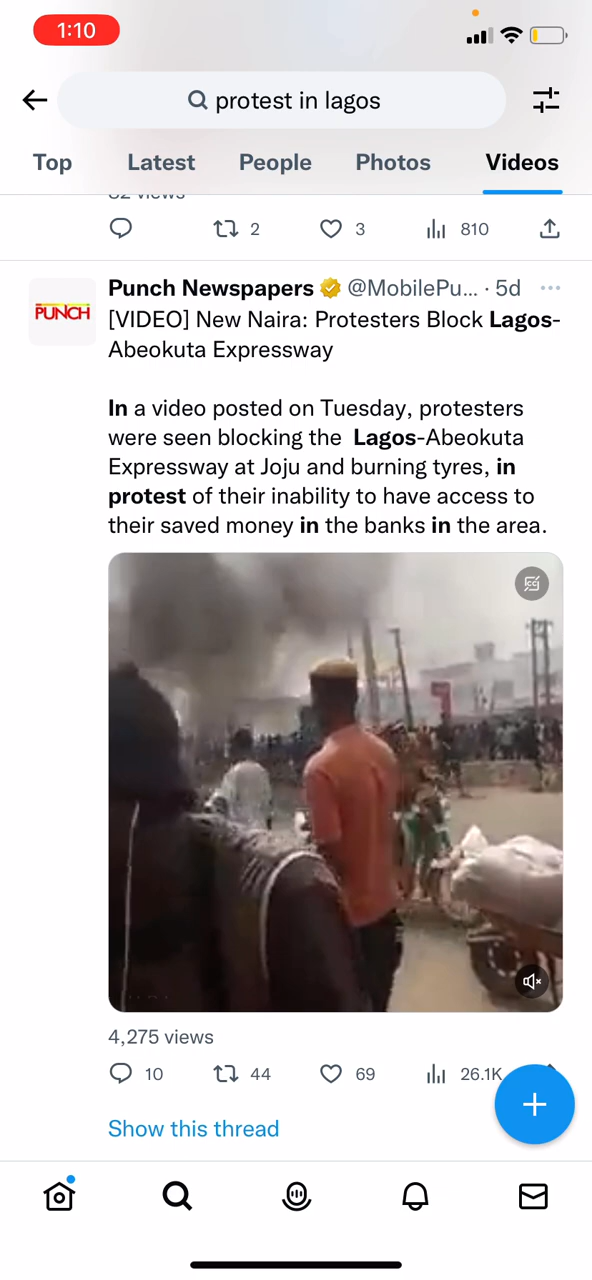 1:10
protest in lagos
Top Latest People Photos Videos
82 views
2 3 810
Punch Newspapers @MobilePu... · 5d
PUNCH
[VIDEO] New Naira: Protesters Block Lagos-
Abeokuta Expressway
In a video posted on Tuesday, protesters
were seen blocking the Lagos-Abeokuta
Expressway at Joju and burning tyres, in
protest of their inability to have access to
their saved money in the banks in the area.
4,275 views
10 44 69 26.1K
Show this thread